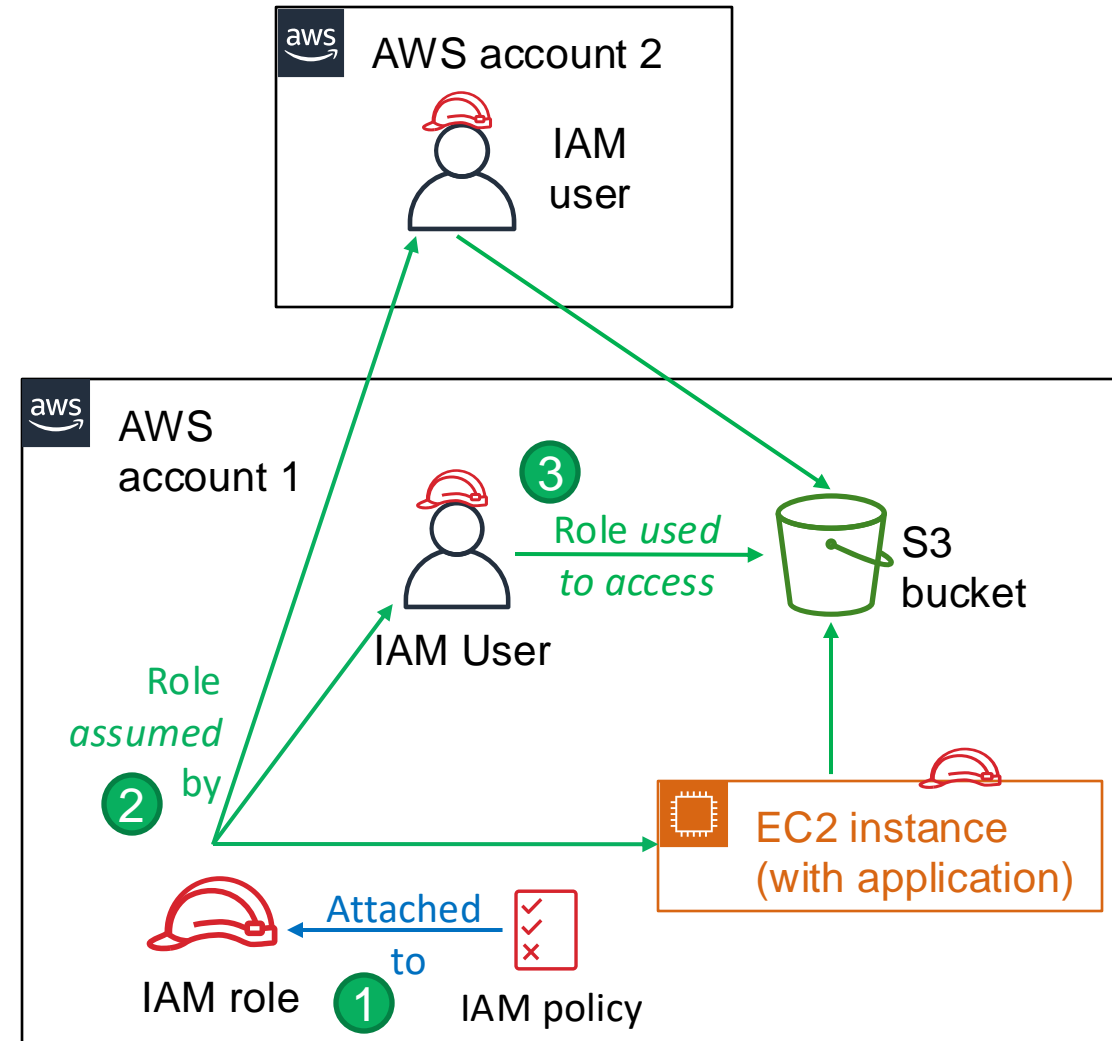 aws
AWS account 2
IAM
user
aws
AWS
account 1
3
Role used
to access
S3
bucket
IAM User
Role
assumed
by
2
EC2 instance
(with application)
Attached
to
IAM role
1
IAM policy